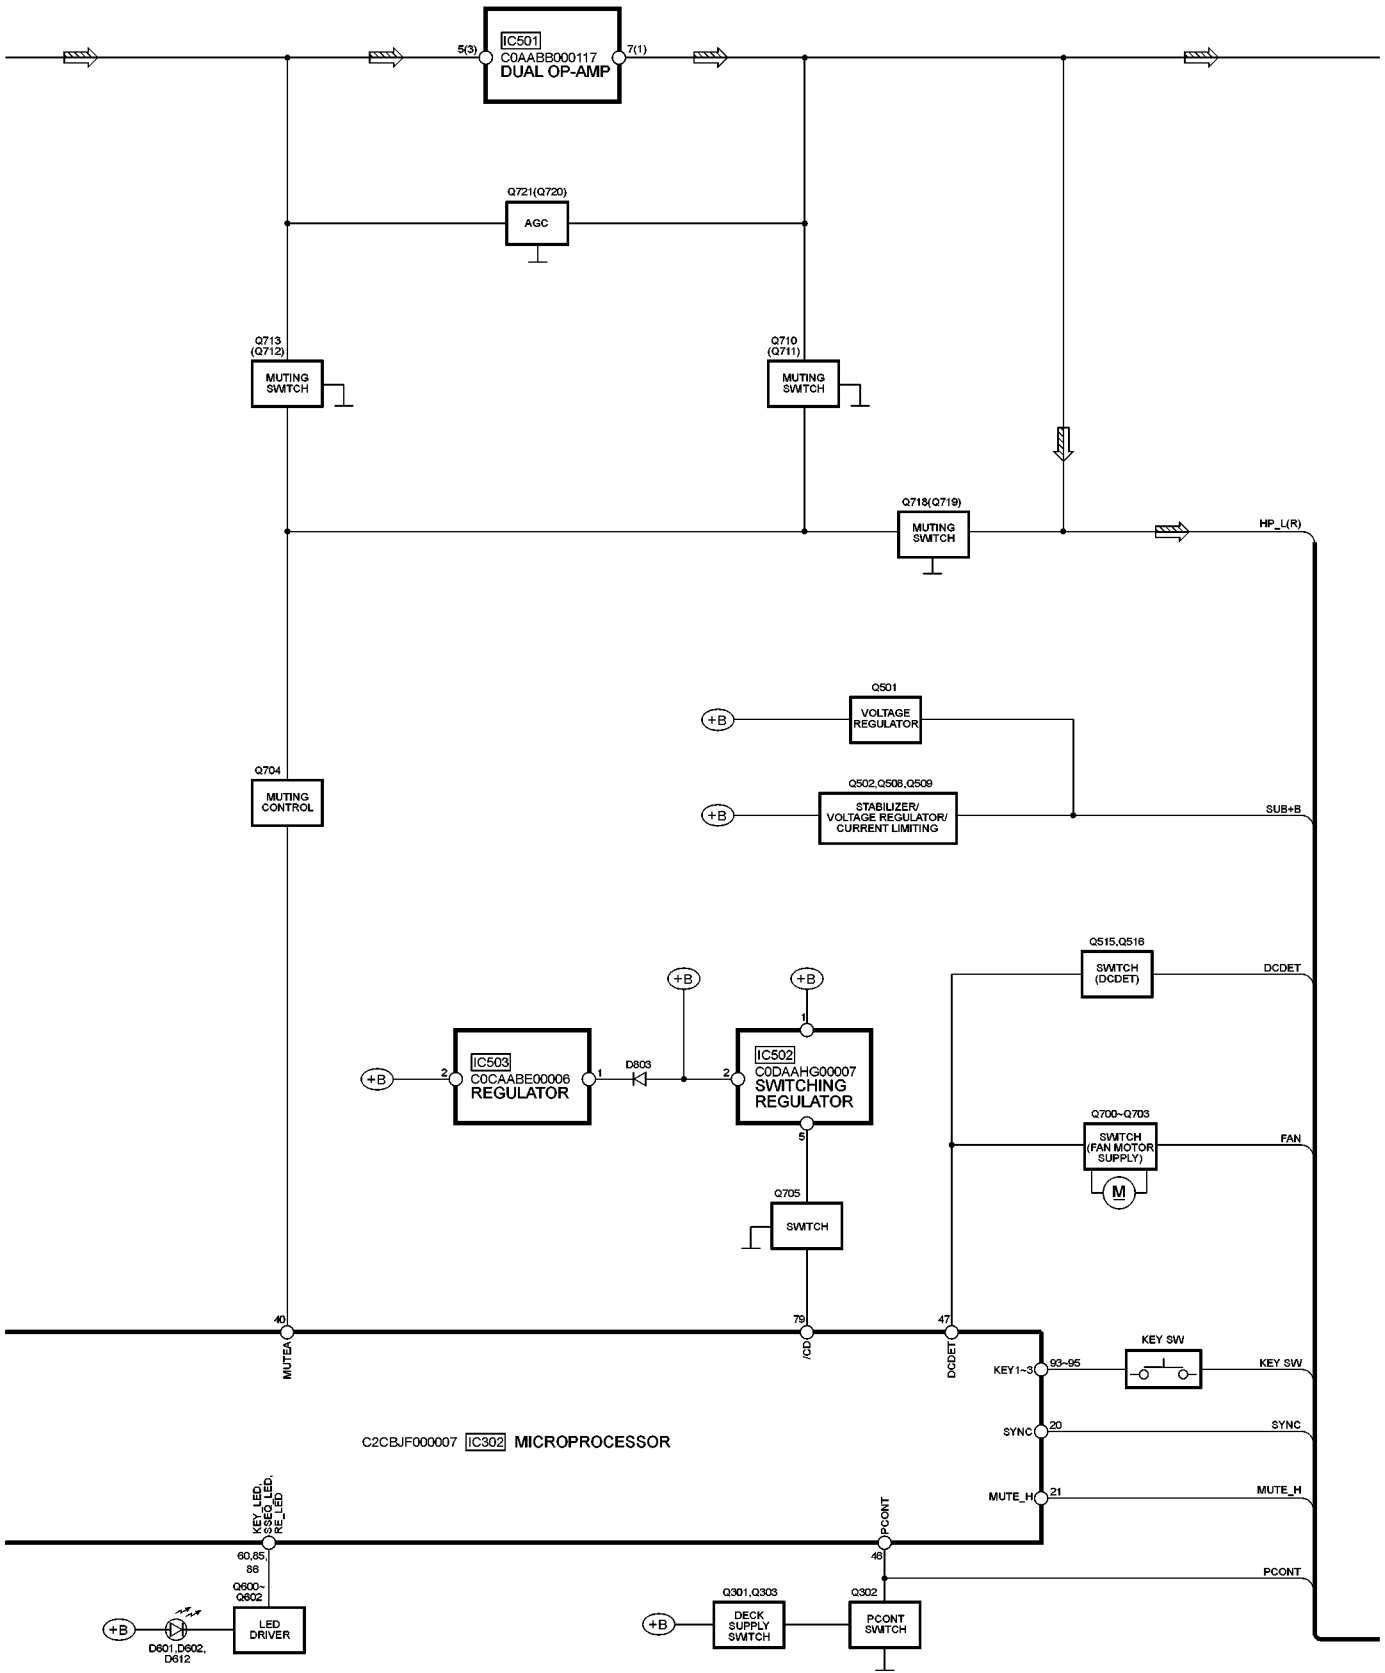 5(3)
IC501
C0AABB000117
DUAL OP-AMP
7(1)
Q721(Q720)
AGC
Q713
(Q712)
MUTING
SWITCH
Q710
(Q711)
MUTING
SWITCH
Q718(Q719)
MUTING
SWITCH
HP_L(R)
Q501
+B
VOLTAGE
REGULATOR
Q704
MUTING
CONTROL
Q502,Q508,Q509
+B
STABILIZER/
VOLTAGE REGULATOR/
CURRENT LIMITING
SUB+B
Q515,Q516
SWITCH
(DCDET)
DCDET
+B
+B
1
+B
2
IC503
C0CAABE00006
REGULATOR
1
D803
2
IC502
C0DAAHG00007
SWITCHING
REGULATOR
5
Q700~Q703
SWITCH
(FAN MOTOR
SUPPLY)
M
FAN
Q705
SWITCH
40
MUTEA
79
/CD
47
DCDET
KEY SW
KEY1~3
93~95
KEY SW
SYNC
20
SYNC
C2CBJF000007 IC302 MICROPROCESSOR
MUTE_H
21
MUTE_H
KEY_LED,
SSEQ_LED,
RE_LED
PCONT
60,85,
86
46
PCONT
Q600~
Q602
+B
D601,D602,
D612
LED
DRIVER
Q301,Q303
+B
DECK
SUPPLY
SWITCH
Q302
PCONT
SWITCH